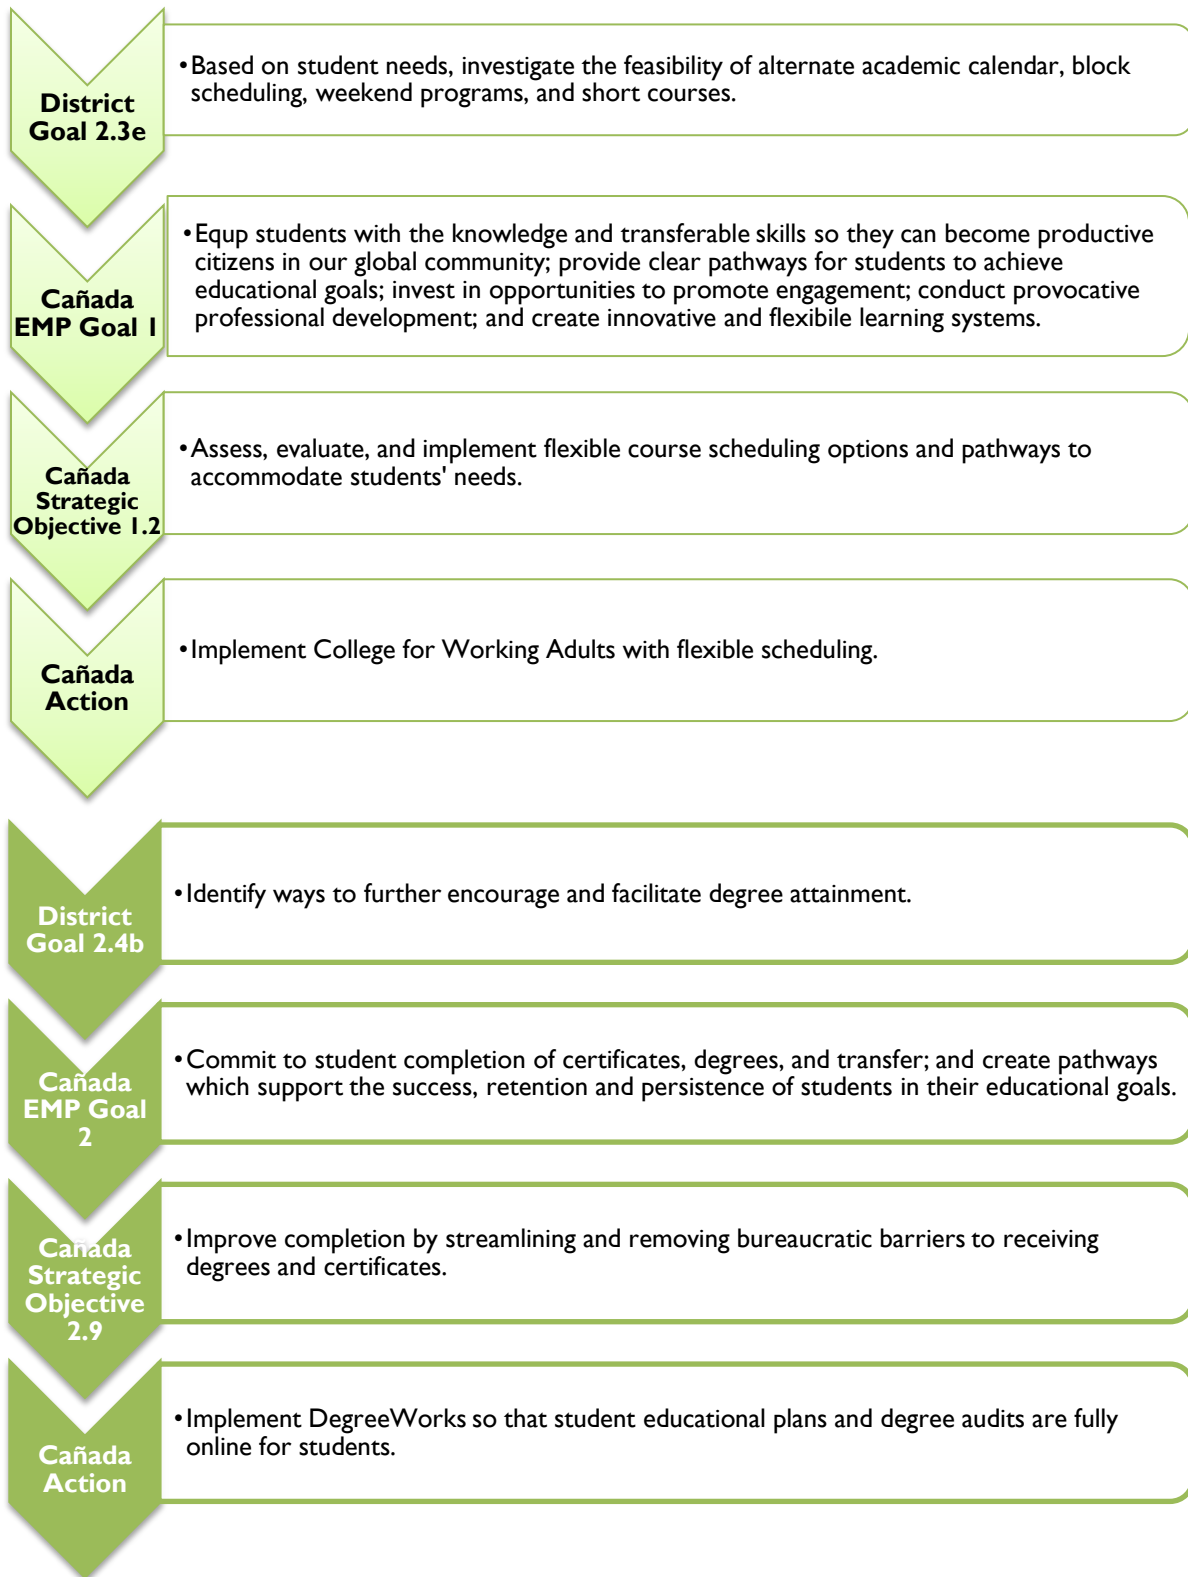 District
Goal 2.3e
•Based on student needs, investigate the feasibility of alternate academic calendar, block
scheduling, weekend programs, and short courses.
Cañada
EMP Goal 1
•Equp students with the knowledge and transferable skills so they can become productive
citizens in our global community; provide clear pathways for students to achieve
educational goals; invest in opportunities to promote engagement; conduct provocative
professional development; and create innovative and flexibile learning systems.
Cañada
Strategic
Objective 1.2
•Assess, evaluate, and implement flexible course scheduling options and pathways to
accommodate students' needs.
Cañada
Action
•Implement College for Working Adults with flexible scheduling.
District
Goal 2.4b
•Identify ways to further encourage and facilitate degree attainment.
Cañada
EMP Goal
2
•Commit to student completion of certificates, degrees, and transfer; and create pathways
which support the success, retention and persistence of students in their educational goals.
Cañada
Strategic
Objective
2.9
•Improve completion by streamlining and removing bureaucratic barriers to receiving
degrees and certificates.
Cañada
Action
•Implement DegreeWorks so that student educational plans and degree audits are fully
online for students.